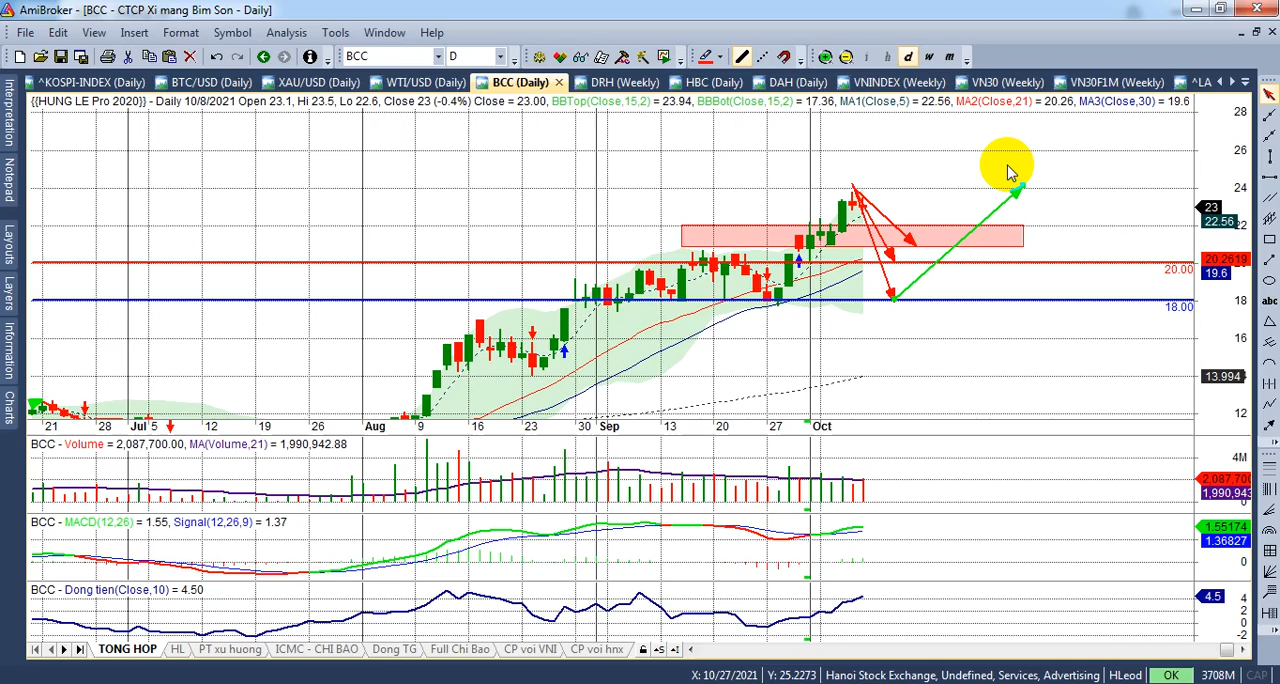 AmiBroker - [BCC - CTCP Xi mang Bim Son - Daily]
File Edit View Insert Format Symbol Analysis Tools Window Help
BCC D i h d w m
^KOSPI-INDEX (Daily) BTC/USD (Daily) XAU/USD (Daily) WTI/USD (Daily) BCC (Daily) DRH (Weekly) HBC (Daily) DAH (Daily) VNINDEX (Weekly) VN30 (Weekly) VN30F1M (Weekly) ^LA
{{HUNG LE Pro 2020}} - Daily 10/8/2021 Open 23.1, Hi 23.5, Lo 22.6, Close 23 (-0.4%) Close = 23.00, BBTop(Close,15,2) = 23.94, BBBot(Close,15,2) = 17.36, MA1(Close,5) = 22.56, MA2(Close,21) = 20.26, MA3(Close,30) = 19.6
Interpretation
Notepad
Layouts
Layers
Information
Charts
28
26
24
23
22.56
22
20.2619
20.00
19.6
18
18.00
16
13.994
12
abc
21 28 Jul 5 12 19 26 Aug 9 16 23 30 Sep 13 20 27 Oct
BCC - Volume = 2,087,700.00, MA(Volume,21) = 1,990,942.88
4M
2,087,700
1,990,943
0
BCC - MACD(12,26) = 1.55, Signal(12,26,9) = 1.37
1.55174
1.36827
0
BCC - Dong tien(Close,10) = 4.50
4.5
4
2
0
-2
TONG HOP HL PT xu huong ICMC - CHI BAO Dong TG Full Chi Bao CP voi VNI CP voi hnx
X: 10/27/2021 Y: 25.2273 Hanoi Stock Exchange, Undefined, Services, Advertising HLeod OK 3708M CAP